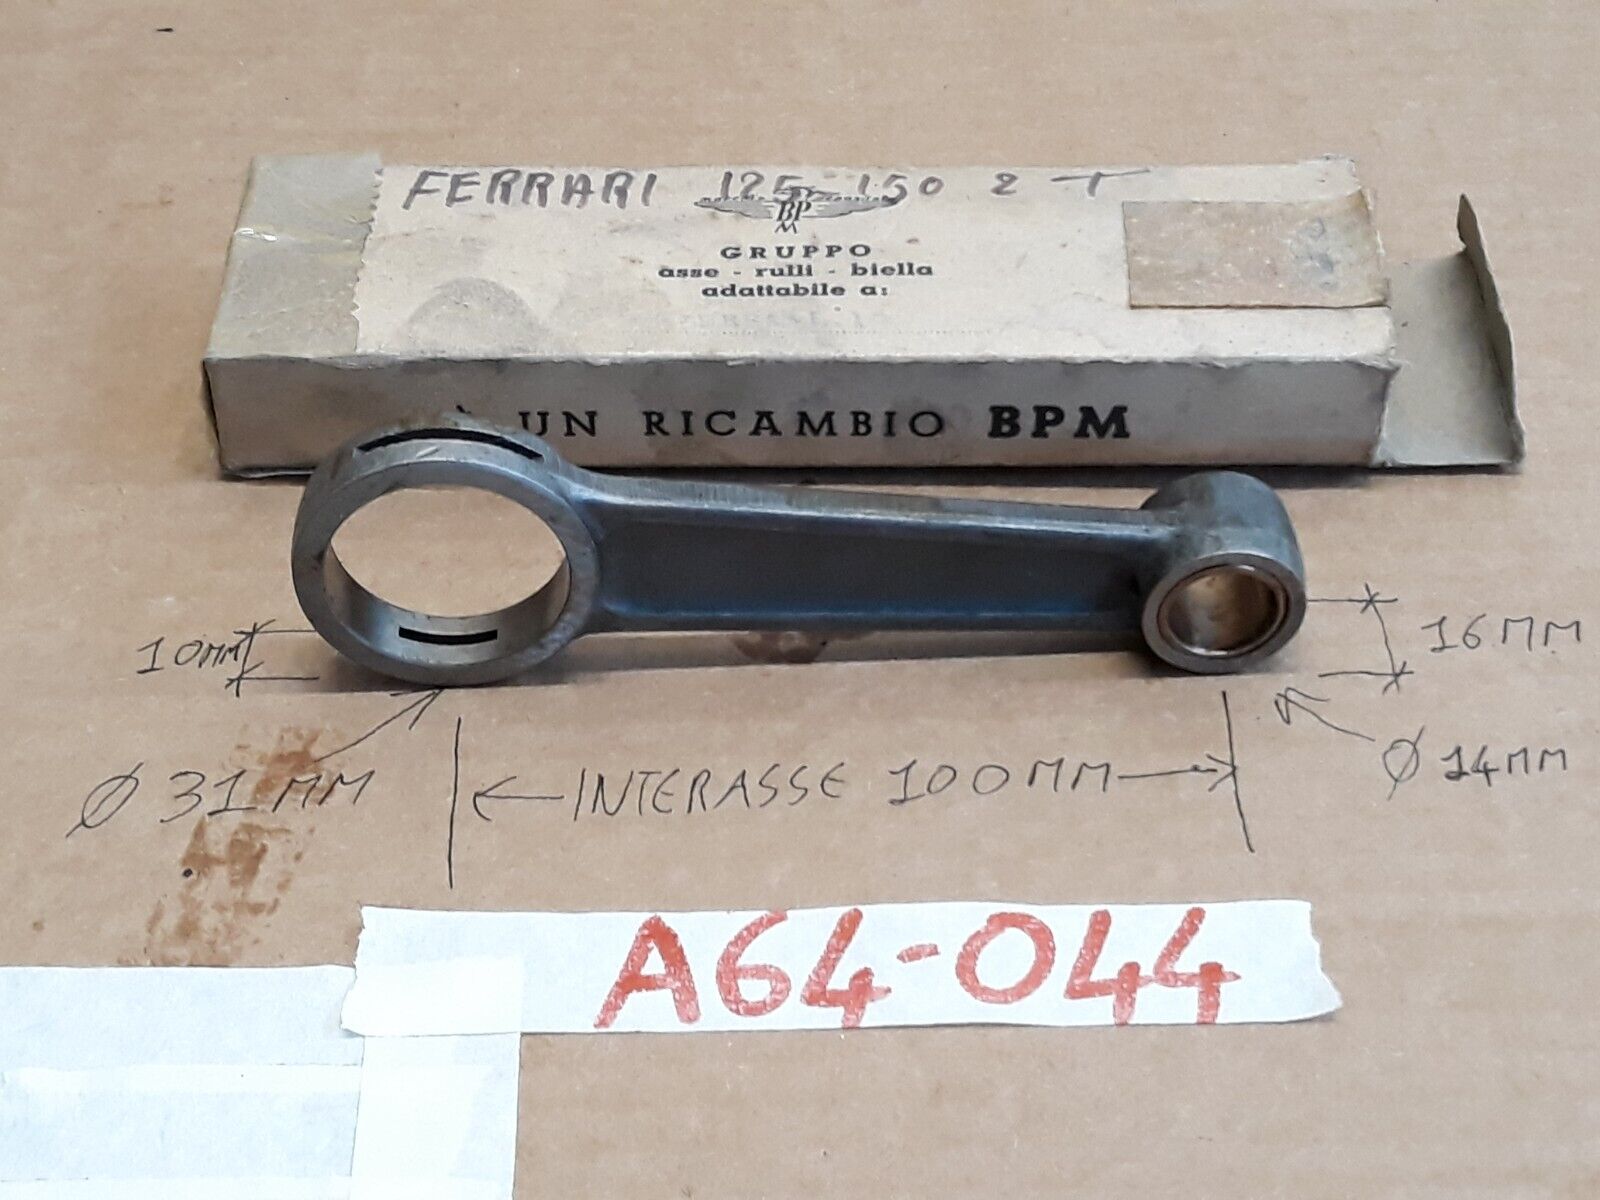 FERRARI 125-150 2 T
BPM
GRUPPO
asse - rulli - biella
adattabile a:
UN RICAMBIO BPM
10MM
16MM
Ø 31MM
INTERASSE 100MM
Ø 14MM
A64-044